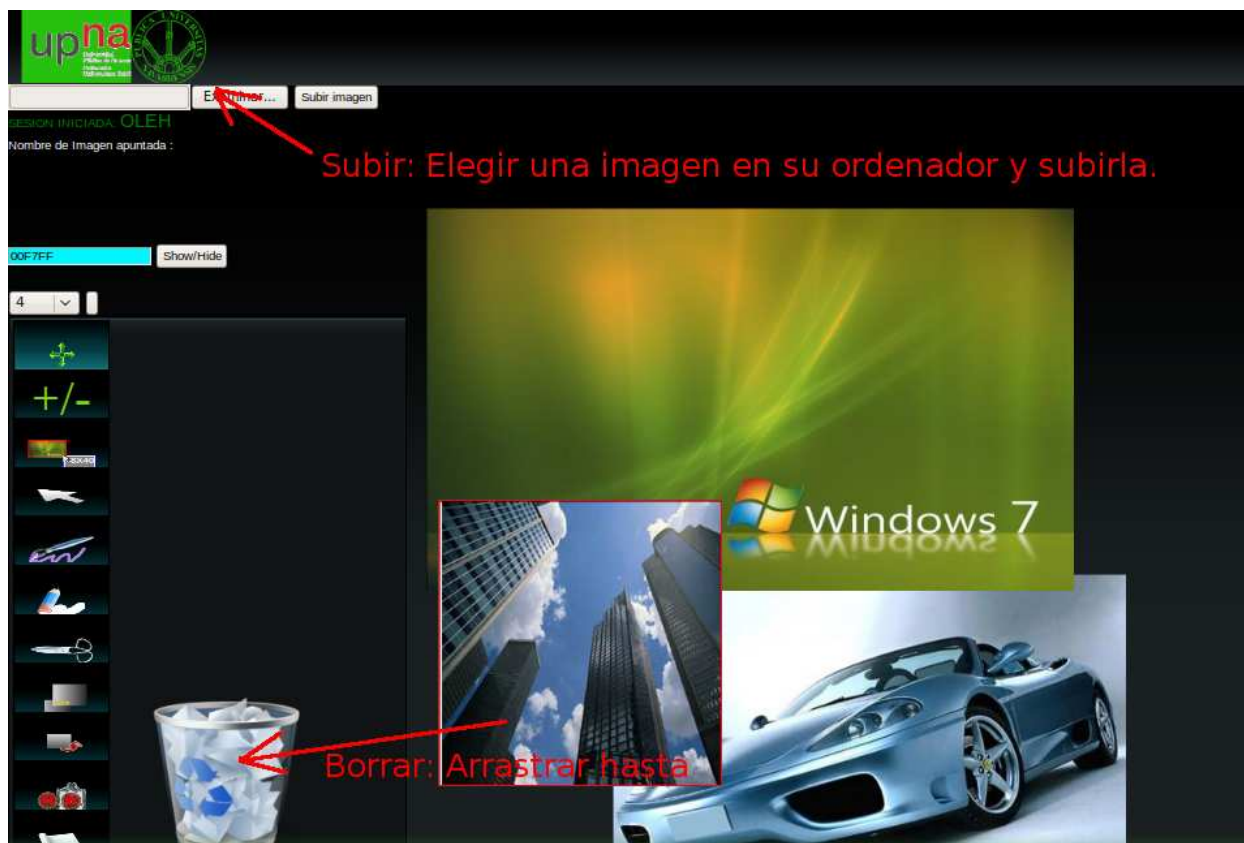 upna
Examinar...
Subir imagen
SESION INICIADA: OLEH
Nombre de Imagen apuntada :
Subir: Elegir una imagen en su ordenador y subirla.
00F7FF
Show/Hide
4
+/-
Windows 7
Borrar: Arrastrar hasta